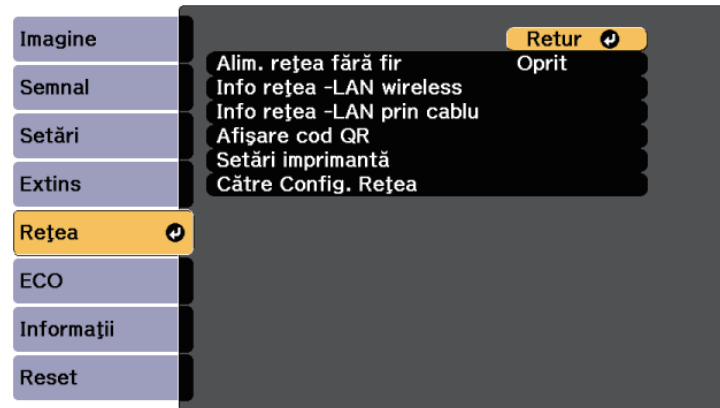 Imagine
Semnal
Setări
Extins
Reţea
ECO
Informaţii
Reset
Retur
Alim. reţea fără fir Oprit
Info reţea -LAN wireless
Info reţea -LAN prin cablu
Afişare cod QR
Setări imprimantă
Către Config. Reţea